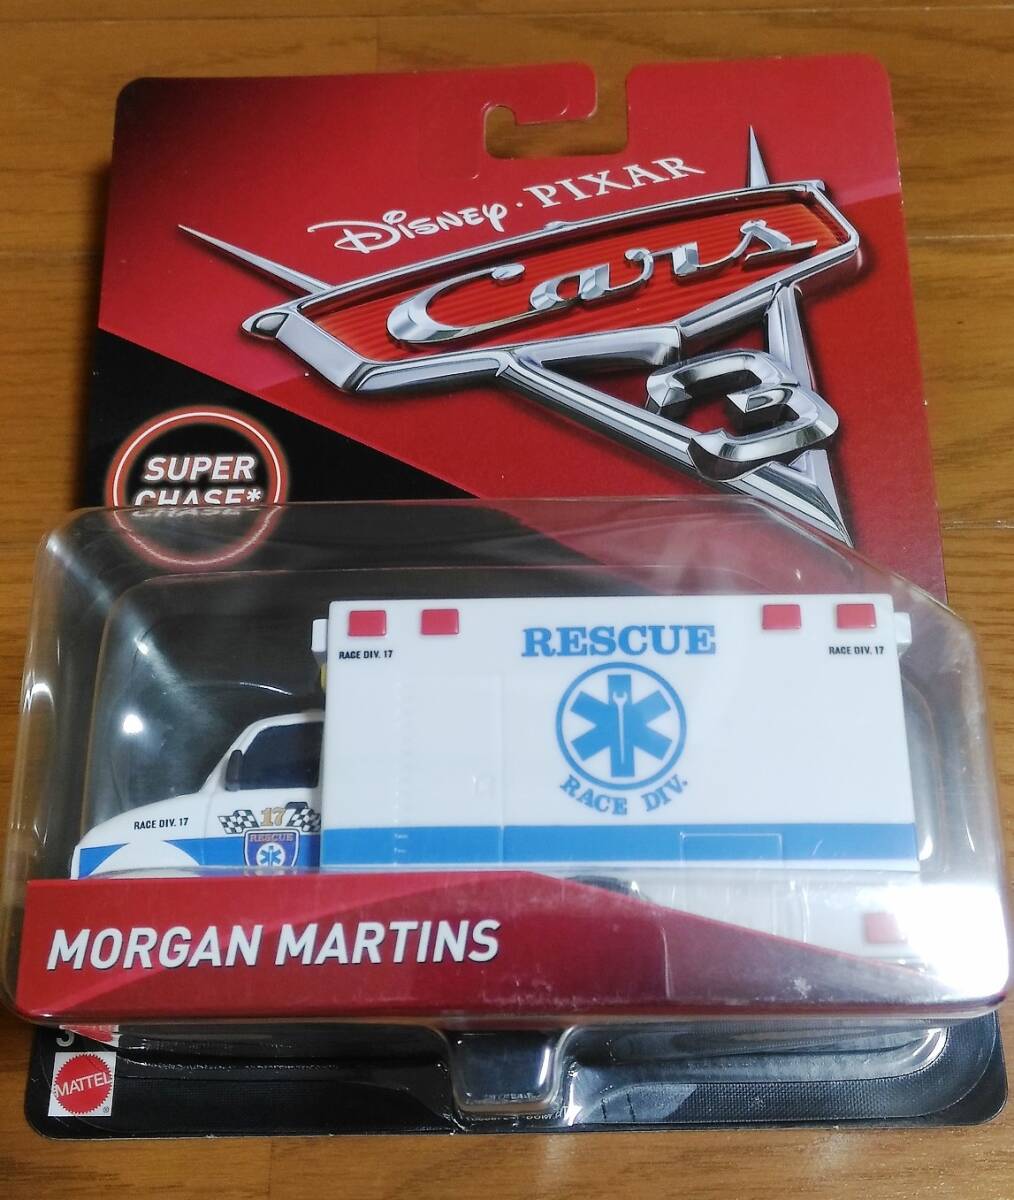 Disney · PIXAR
Cars
3
SUPER
CHASE*
RESCUE
RACE DIV. 17
RACE DIV. 17
RACE DIV.
RACE DIV. 17
17
RESCUE
MORGAN MARTINS
3
MATTEL
®